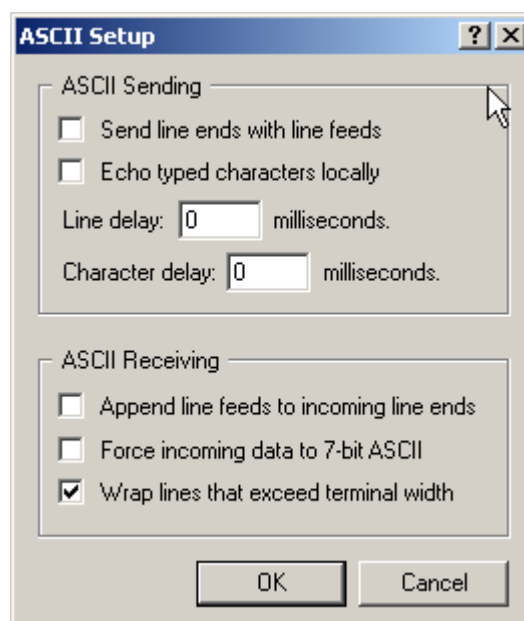 ASCII Setup
ASCII Sending
Send line ends with line feeds
Echo typed characters locally
Line delay: 0 milliseconds.
Character delay: 0 milliseconds.
ASCII Receiving
Append line feeds to incoming line ends
Force incoming data to 7-bit ASCII
Wrap lines that exceed terminal width
OK Cancel